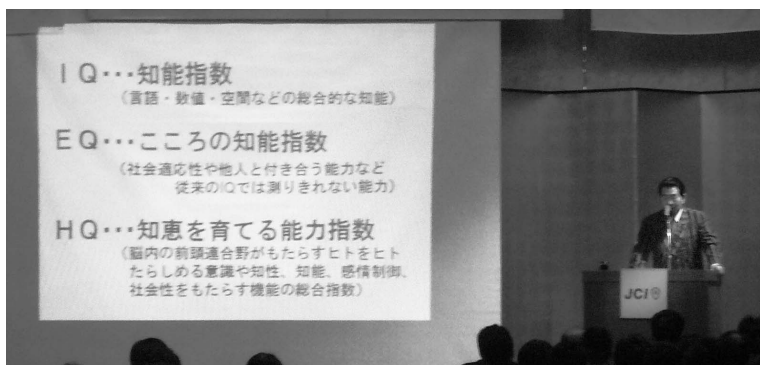 IQ･･･知能指数
(言語・数値・空間などの総合的な知能)
EQ･･･こころの知能指数
(社会適応性や他人と付き合う能力など
従来のIQでは測りきれない能力)
HQ･･･知恵を育てる能力指数
(脳内の前頭連合野がもたらすヒトをヒト
たらしめる意識や知性、知能、感情制御、
社会性をもたらす機能の総合指数)
JCI